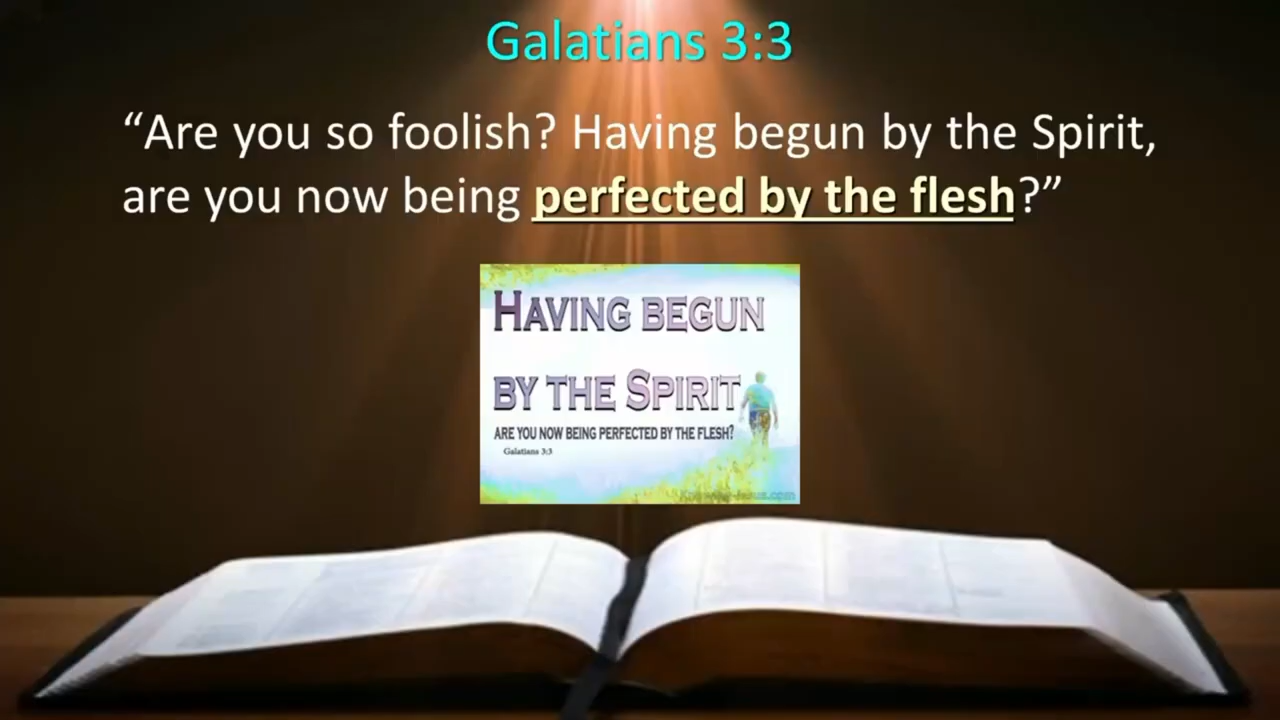 Galatians 3:3
“Are you so foolish? Having begun by the Spirit,
are you now being perfected by the flesh?”
HAVING BEGUN
BY THE SPIRIT
ARE YOU NOW BEING PERFECTED BY THE FLESH?
Galatians 3:3